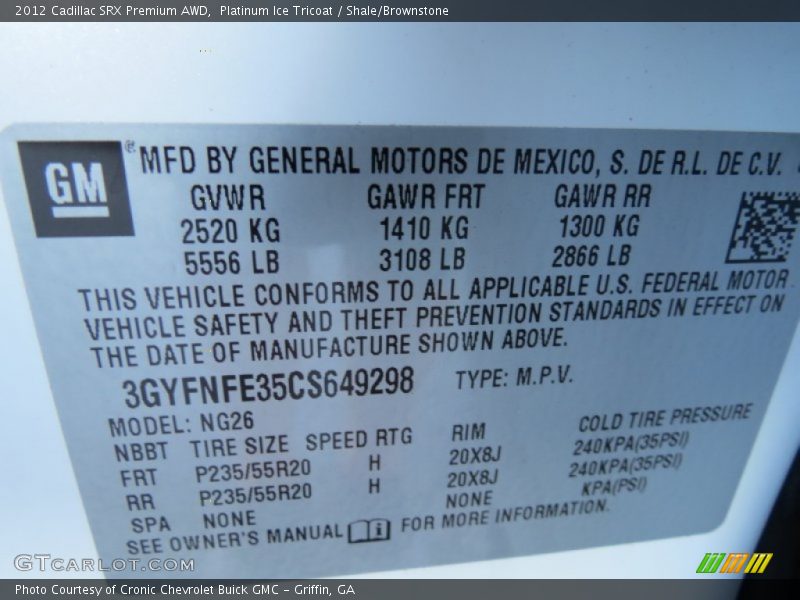 2012 Cadillac SRX Premium AWD, Platinum Ice Tricoat / Shale/Brownstone
GM® MFD BY GENERAL MOTORS DE MEXICO, S. DE R.L. DE C.V.
GVWR GAWR FRT GAWR RR
2520 KG 1410 KG 1300 KG
5556 LB 3108 LB 2866 LB
THIS VEHICLE CONFORMS TO ALL APPLICABLE U.S. FEDERAL MOTOR
VEHICLE SAFETY AND THEFT PREVENTION STANDARDS IN EFFECT ON
THE DATE OF MANUFACTURE SHOWN ABOVE.
3GYFNFE35CS649298 TYPE: M.P.V.
MODEL: NG26
NBBT TIRE SIZE SPEED RTG RIM COLD TIRE PRESSURE
FRT P235/55R20 H 20X8J 240KPA(35PSI)
RR P235/55R20 H 20X8J 240KPA(35PSI)
SPA NONE NONE KPA(PSI)
SEE OWNER'S MANUAL FOR MORE INFORMATION.
GTCARLOT.COM
Photo Courtesy of Cronic Chevrolet Buick GMC - Griffin, GA